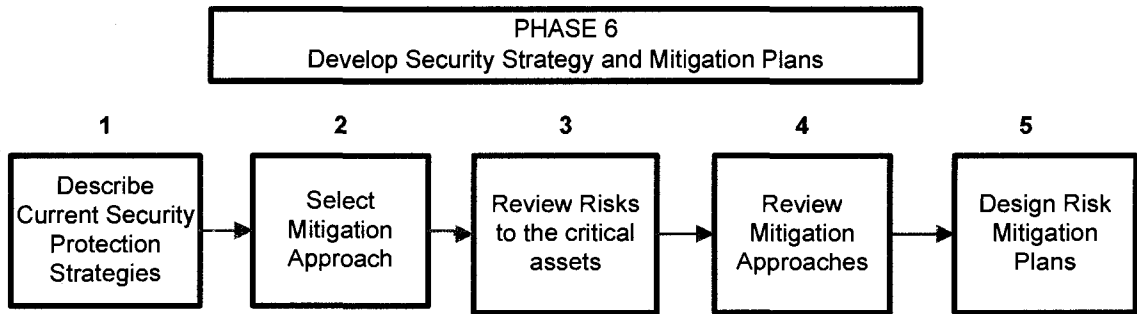 PHASE 6
Develop Security Strategy and Mitigation Plans
1 2 3 4 5
Describe
Current Security
Protection
Strategies
Select
Mitigation
Approach
Review Risks
to the critical
assets
Review
Mitigation
Approaches
Design Risk
Mitigation
Plans